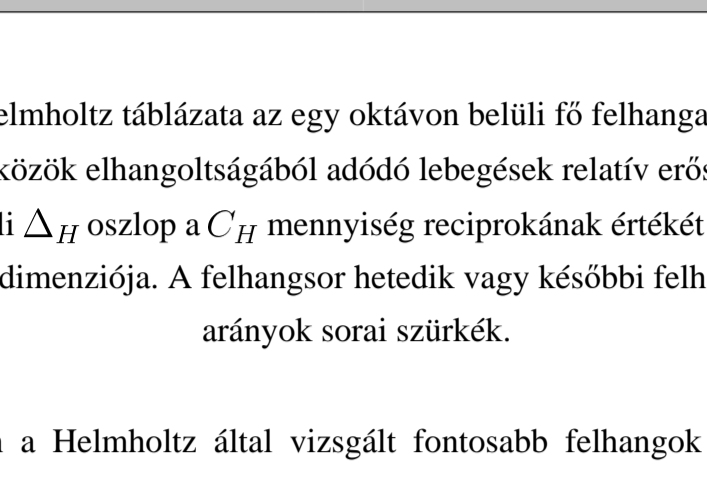 elmholtz táblázata az egy oktávon belüli fő felhanga
közök elhangoltságából adódó lebegések relatív erős
li Δ_H oszlop a C_H mennyiség reciprokának értékét
dimenziója. A felhangsor hetedik vagy későbbi felh
arányok sorai szürkék.
a Helmholtz által vizsgált fontosabb felhangok